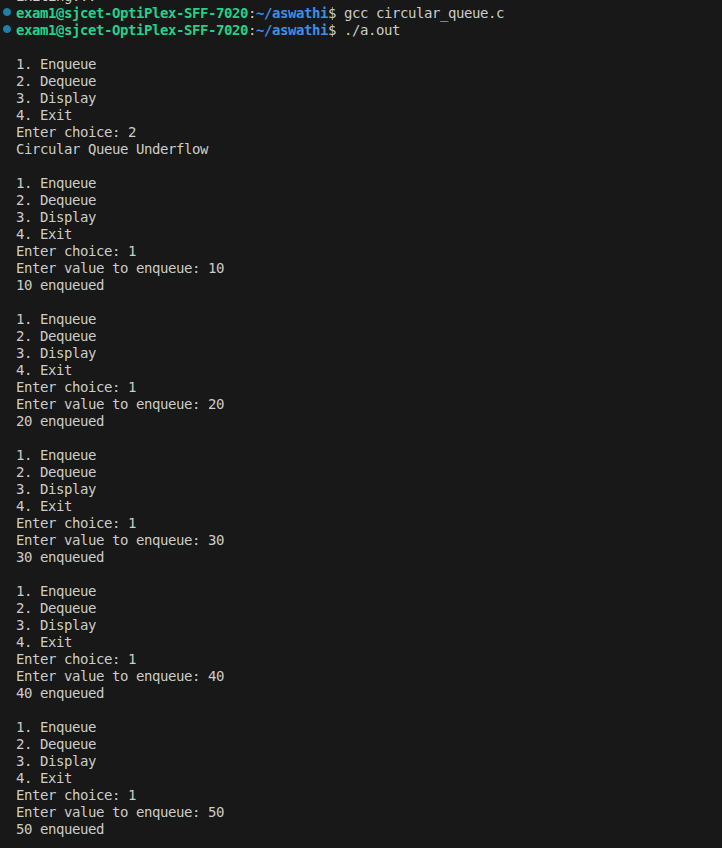 exam1@sjcet-OptiPlex-SFF-7020:~/aswathi$ gcc circular_queue.c
exam1@sjcet-OptiPlex-SFF-7020:~/aswathi$ ./a.out
1. Enqueue
2. Dequeue
3. Display
4. Exit
Enter choice: 2
Circular Queue Underflow
1. Enqueue
2. Dequeue
3. Display
4. Exit
Enter choice: 1
Enter value to enqueue: 10
10 enqueued
1. Enqueue
2. Dequeue
3. Display
4. Exit
Enter choice: 1
Enter value to enqueue: 20
20 enqueued
1. Enqueue
2. Dequeue
3. Display
4. Exit
Enter choice: 1
Enter value to enqueue: 30
30 enqueued
1. Enqueue
2. Dequeue
3. Display
4. Exit
Enter choice: 1
Enter value to enqueue: 40
40 enqueued
1. Enqueue
2. Dequeue
3. Display
4. Exit
Enter choice: 1
Enter value to enqueue: 50
50 enqueued